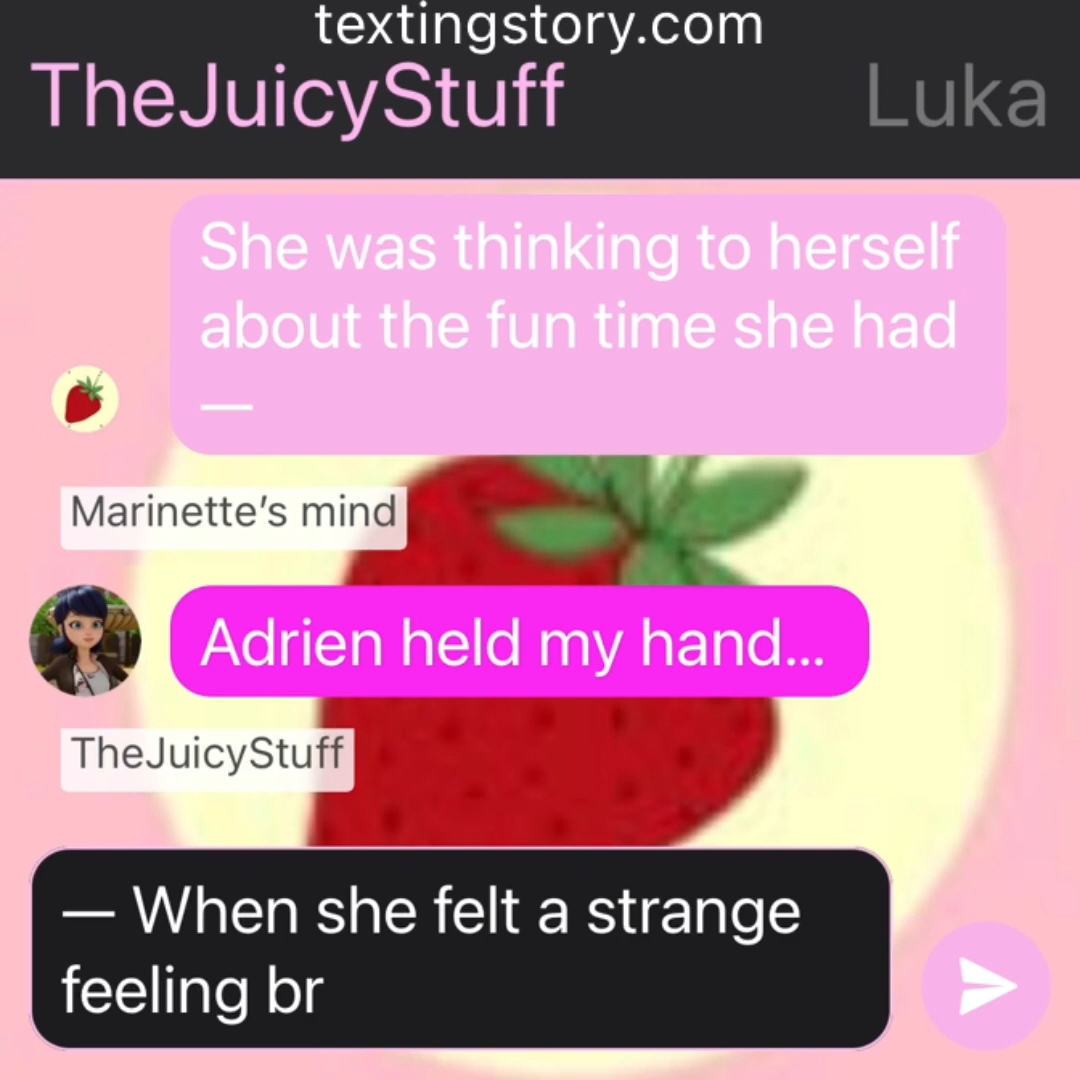 textingstory.com
TheJuicyStuff
Luka
She was thinking to herself
about the fun time she had
—
Marinette’s mind
Adrien held my hand...
TheJuicyStuff
— When she felt a strange
feeling br